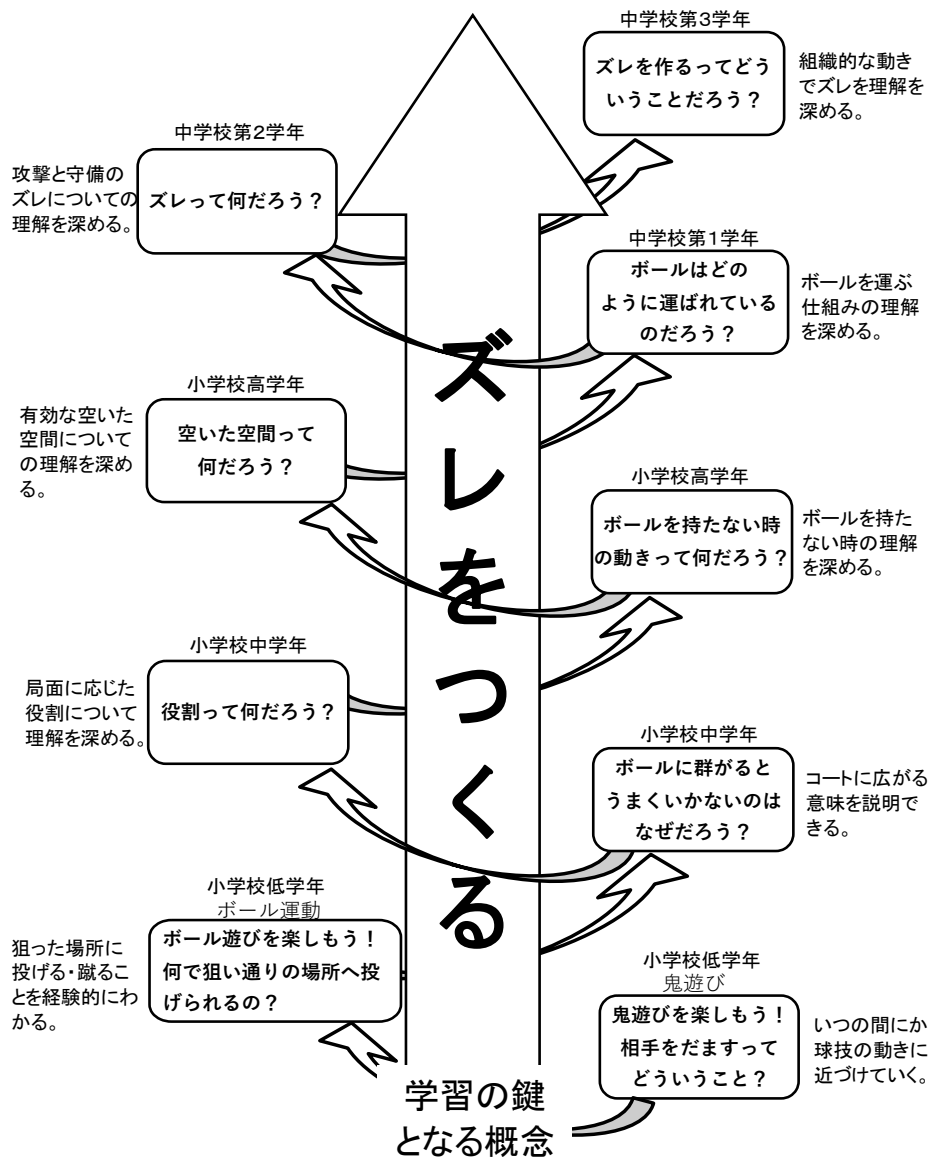 中学校第3学年
ズレを作るってどう
いうことだろう？
組織的な動き
でズレを理解を
深める。
中学校第2学年
ズレって何だろう？
攻撃と守備の
ズレについての
理解を深める。
中学校第1学年
ボールはどの
ように運ばれている
のだろう？
ボールを運ぶ
仕組みの理解
を深める。
小学校高学年
空いた空間って
何だろう？
有効な空いた
空間について
の理解を深め
る。
小学校高学年
ボールを持たない時
の動きって何だろう？
ボールを持た
ない時の理解
を深める。
小学校中学年
役割って何だろう？
局面に応じた
役割について
理解を深める。
小学校中学年
ボールに群がると
うまくいかないのは
なぜだろう？
コートに広がる
意味を説明で
きる。
小学校低学年
ボール運動
ボール遊びを楽しもう！
何で狙い通りの場所へ投
げられるの？
狙った場所に
投げる・蹴るこ
とを経験的にわ
かる。
小学校低学年
鬼遊び
鬼遊びを楽しもう！
相手をだますって
どういうこと？
いつの間にか
球技の動きに
近づけていく。
ズレをつくる
学習の鍵
となる概念